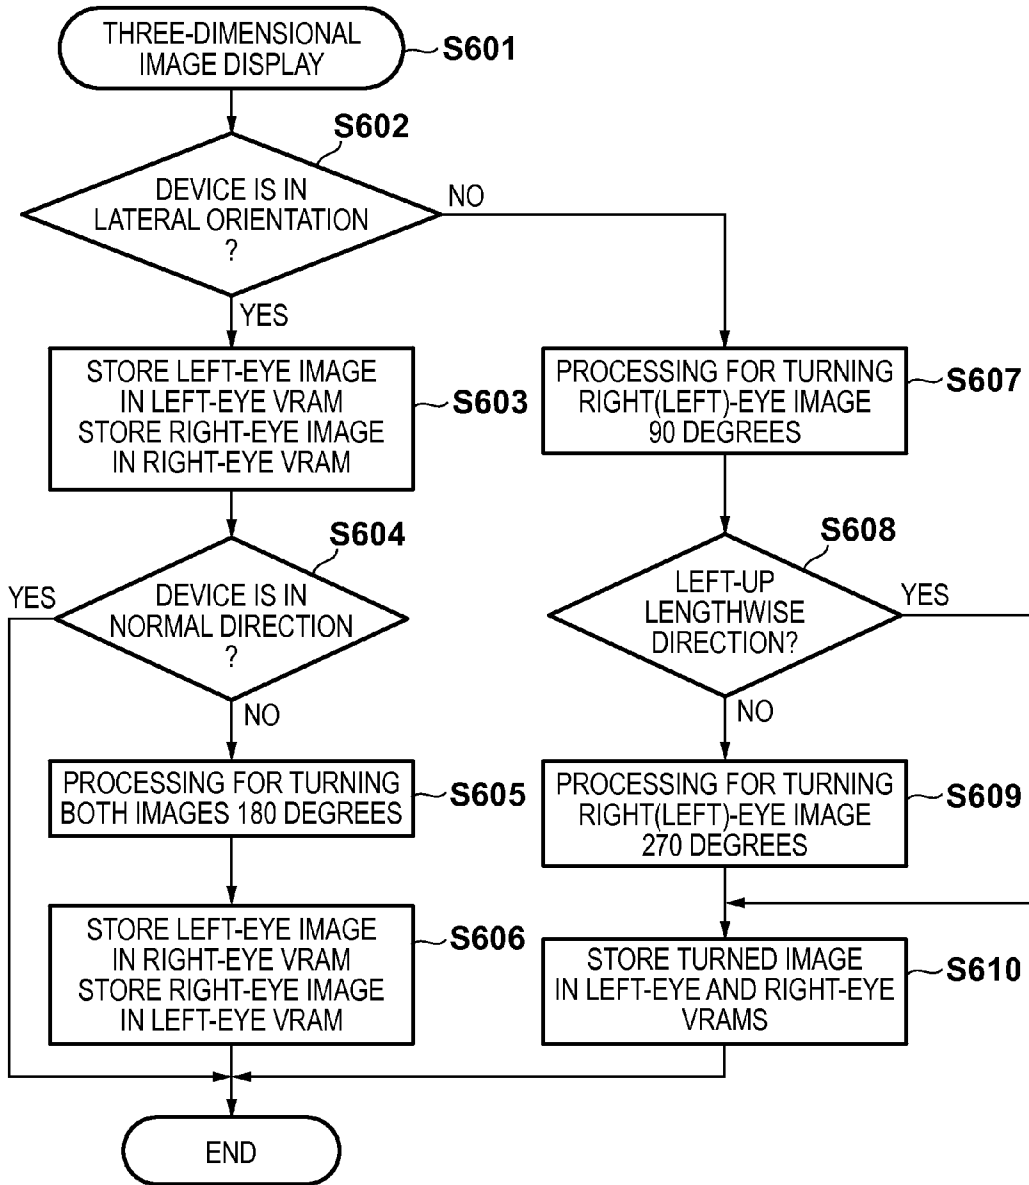 THREE-DIMENSIONAL
IMAGE DISPLAY
S601
S602
DEVICE IS IN
LATERAL ORIENTATION
?
NO
YES
STORE LEFT-EYE IMAGE
IN LEFT-EYE VRAM
STORE RIGHT-EYE IMAGE
IN RIGHT-EYE VRAM
S603
S604
DEVICE IS IN
NORMAL DIRECTION
?
YES
NO
PROCESSING FOR TURNING
BOTH IMAGES 180 DEGREES
S605
STORE LEFT-EYE IMAGE
IN RIGHT-EYE VRAM
STORE RIGHT-EYE IMAGE
IN LEFT-EYE VRAM
S606
PROCESSING FOR TURNING
RIGHT(LEFT)-EYE IMAGE
90 DEGREES
S607
S608
LEFT-UP
LENGTHWISE
DIRECTION?
YES
NO
PROCESSING FOR TURNING
RIGHT(LEFT)-EYE IMAGE
270 DEGREES
S609
STORE TURNED IMAGE
IN LEFT-EYE AND RIGHT-EYE
VRAMS
S610
END